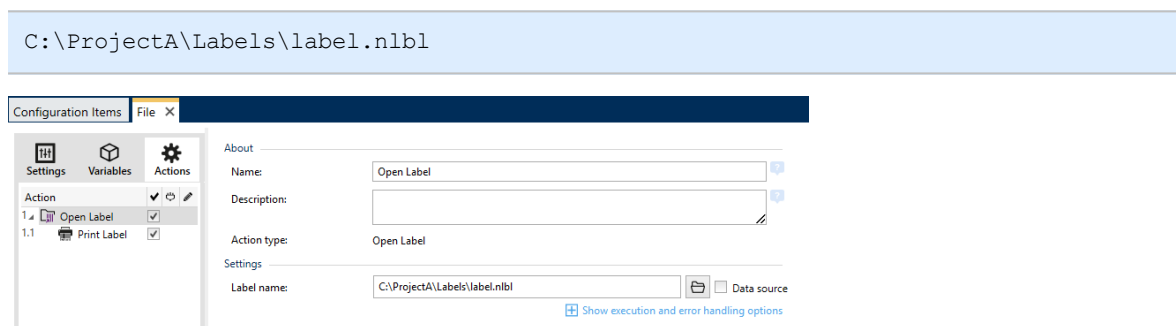 C:\ProjectA\Labels\label.nlbl
Configuration Items File
Settings Variables Actions
About
Name: Open Label
Description:
Action
1 Open Label
1.1 Print Label
Action type: Open Label
Settings
Label name: C:\ProjectA\Labels\label.nlbl Data source
Show execution and error handling options